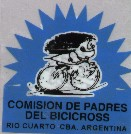 COMISION DE PADRES
DEL BICICROSS
RIO CUARTO CBA. ARGENTINA